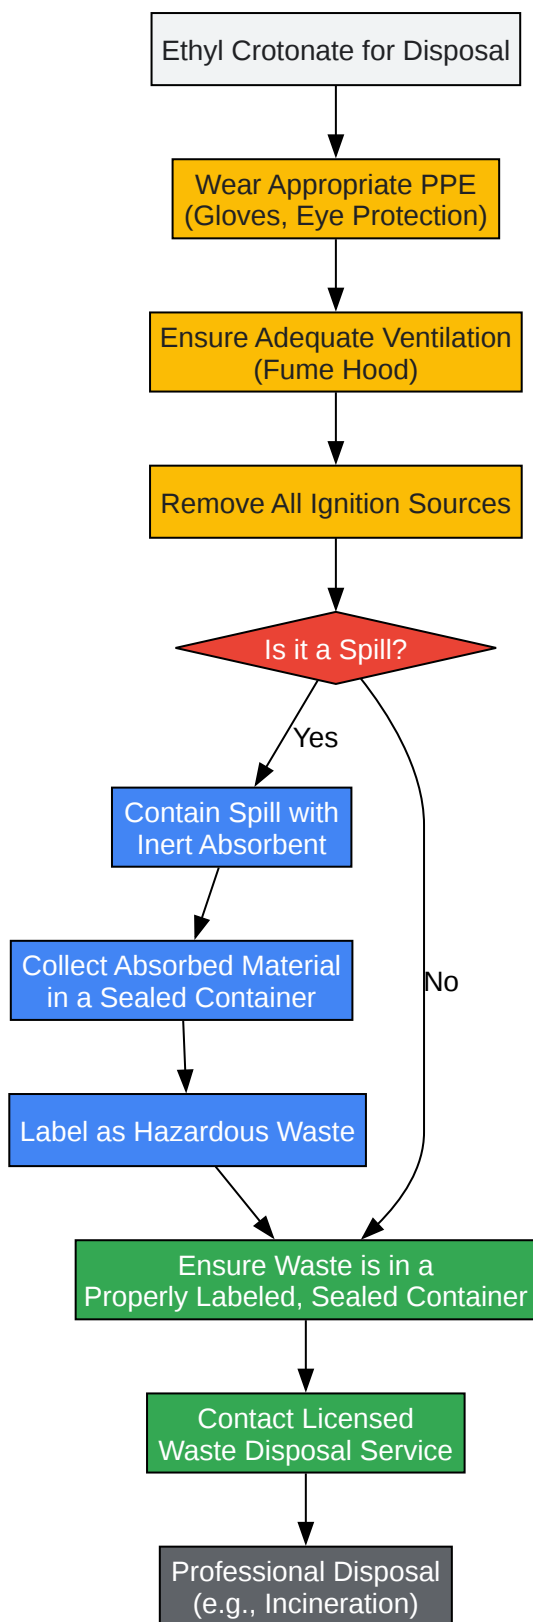 Ethyl Crotonate for Disposal
Wear Appropriate PPE
(Gloves, Eye Protection)
Ensure Adequate Ventilation
(Fume Hood)
Remove All Ignition Sources
Is it a Spill?
Yes
Contain Spill with
Inert Absorbent
Collect Absorbed Material
in a Sealed Container
No
Label as Hazardous Waste
Ensure Waste is in a
Properly Labeled, Sealed Container
Contact Licensed
Waste Disposal Service
Professional Disposal
(e.g., Incineration)